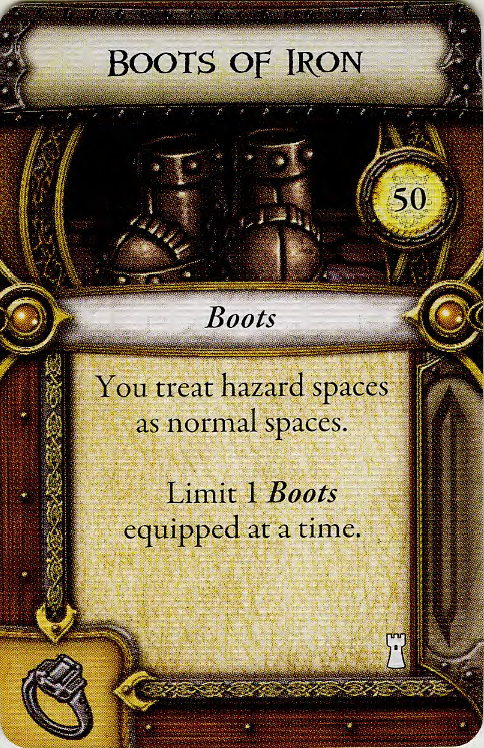 Boots of Iron
50
Boots
You treat hazard spaces
as normal spaces.
Limit 1 Boots
equipped at a time.